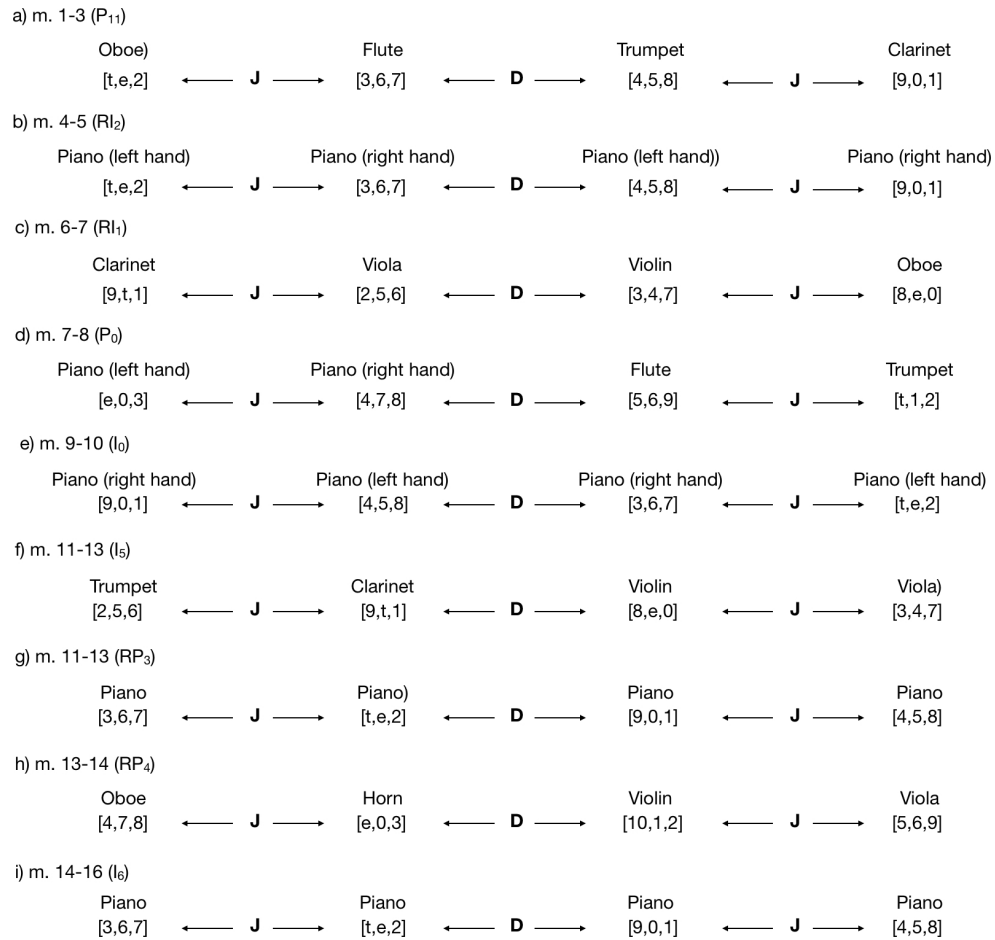 a) m. 1-3 (P₁₁)
Oboe) Flute Trumpet Clarinet
[t,e,2] J [3,6,7] D [4,5,8] J [9,0,1]
b) m. 4-5 (RI₂)
Piano (left hand) Piano (right hand) Piano (left hand)) Piano (right hand)
[t,e,2] J [3,6,7] D [4,5,8] J [9,0,1]
c) m. 6-7 (RI₁)
Clarinet Viola Violin Oboe
[9,t,1] J [2,5,6] D [3,4,7] J [8,e,0]
d) m. 7-8 (P₀)
Piano (left hand) Piano (right hand) Flute Trumpet
[e,0,3] J [4,7,8] D [5,6,9] J [t,1,2]
e) m. 9-10 (I₀)
Piano (right hand) Piano (left hand) Piano (right hand) Piano (left hand)
[9,0,1] J [4,5,8] D [3,6,7] J [t,e,2]
f) m. 11-13 (I₅)
Trumpet Clarinet Violin Viola)
[2,5,6] J [9,t,1] D [8,e,0] J [3,4,7]
g) m. 11-13 (RP₃)
Piano Piano) Piano Piano
[3,6,7] J [t,e,2] D [9,0,1] J [4,5,8]
h) m. 13-14 (RP₄)
Oboe Horn Violin Viola
[4,7,8] J [e,0,3] D [10,1,2] J [5,6,9]
i) m. 14-16 (I₆)
Piano Piano Piano Piano
[3,6,7] J [t,e,2] D [9,0,1] J [4,5,8]